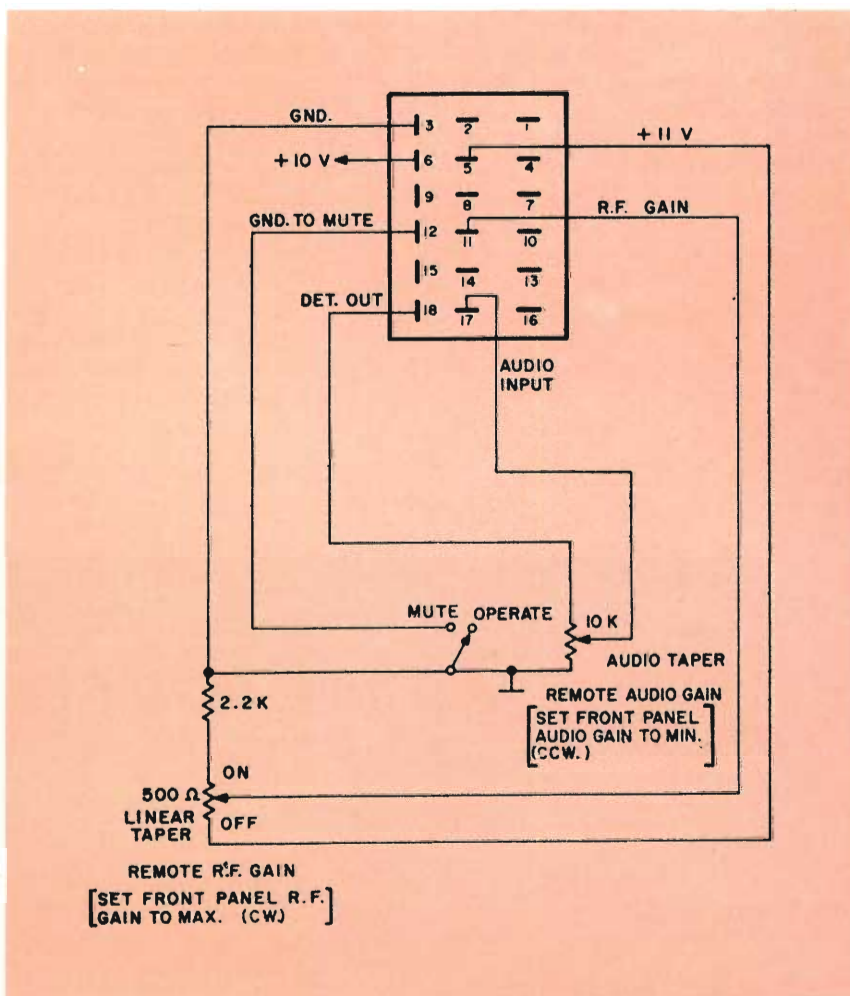 GND.
3 2 1
+ 11 V
+ 10 V
6 5 4
9 8 7
GND. TO MUTE
R.F. GAIN
12 11 10
15 14 13
DET. OUT
18 17 16
AUDIO
INPUT
MUTE OPERATE
10 K
AUDIO TAPER
2.2 K
REMOTE AUDIO GAIN
[SET FRONT PANEL
AUDIO GAIN TO MIN.
(CCW.)]
ON
500 Ω
LINEAR
TAPER
OFF
REMOTE R.F. GAIN
[SET FRONT PANEL R.F.
GAIN TO MAX. (CW.)]